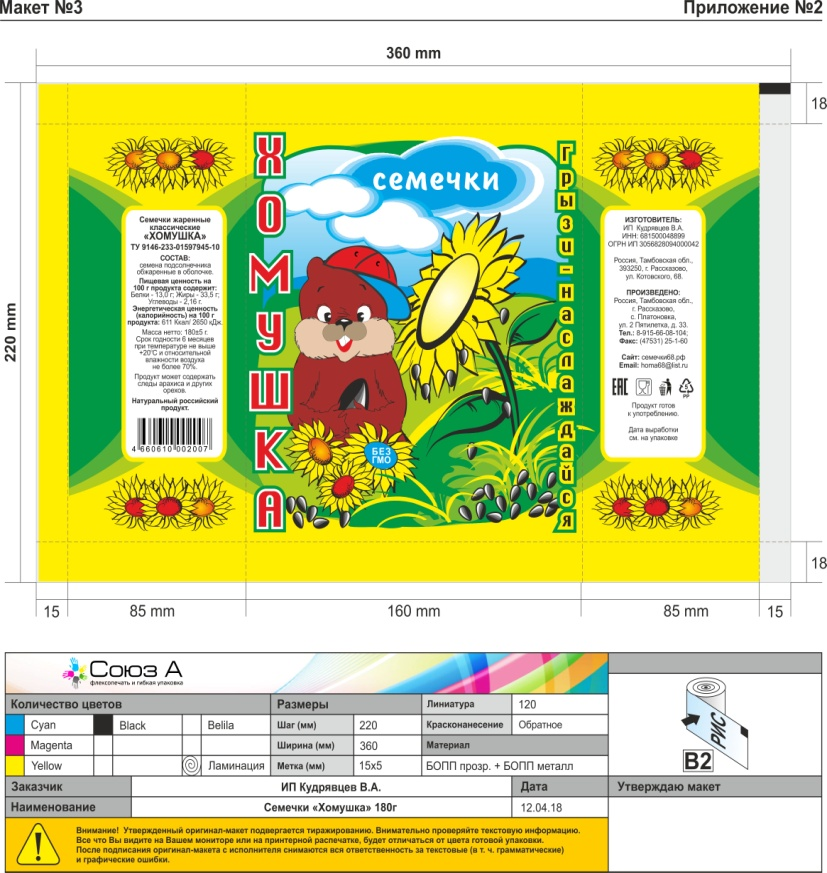 Макет №3
Приложение №2
360 mm
18
220 mm
ХОМУШКА
семечки
Грызи-наслаждайся
БЕЗ
ГМО
Семечки жаренные
классические
«ХОМУШКА»
ТУ 9146-233-01597945-10
СОСТАВ:
семена подсолнечника
обжаренные в оболочке.
Пищевая ценность на
100 г продукта содержит:
Белки - 13,0 г; Жиры - 33,5 г;
Углеводы - 2,16 г.
Энергетическая ценность
(калорийность) на 100 г
продукта: 611 Ккал/ 2650 кДж.
Масса нетто: 180±5 г.
Срок годности 6 месяцев
при температуре не выше
+20°С и относительной
влажности воздуха
не более 70%.
Продукт может содержать
следы арахиса и других
орехов.
Натуральный российский
продукт.
4 660610 002007
ИЗГОТОВИТЕЛЬ:
ИП Кудрявцев В.А.
ИНН: 681500048899
ОГРН ИП 3056828094000042
Россия, Тамбовская обл.,
393250, г. Рассказово,
ул. Котовского, 68.
ПРОИЗВЕДЕНО:
Россия, Тамбовская обл.,
г. Рассказово,
с. Платоновка,
ул. 2 Пятилетка, д. 33.
Тел.: 8-915-66-08-104;
Факс: (47531) 25-1-60
Сайт: семечки68.рф
Email: homa68@list.ru
EAC
PP
Продукт готов
к употреблению.
Дата выработки
см. на упаковке
18
15
85 mm
160 mm
85 mm
15
Союз А
флексопечать и гибкая упаковка
Количество цветов
Размеры
Линиатура
120
Cyan
Black
Belila
Шаг (мм)
220
Красконанесение
Обратное
Magenta
Ширина (мм)
360
Материал
Yellow
Ламинация
Метка (мм)
15х5
БОПП прозр. + БОПП металл
РИС
В2
Заказчик
ИП Кудрявцев В.А.
Дата
Утверждаю макет
Наименование
Семечки «Хомушка» 180г
12.04.18
Внимание! Утвержденный оригинал-макет подвергается тиражированию. Внимательно проверяйте текстовую информацию.
Все что Вы видите на Вашем мониторе или на принтерной распечатке, будет отличаться от цвета готовой упаковки.
После подписания оригинал-макета с исполнителя снимаются вся ответственность за текстовые (в т. ч. грамматические)
и графические ошибки.